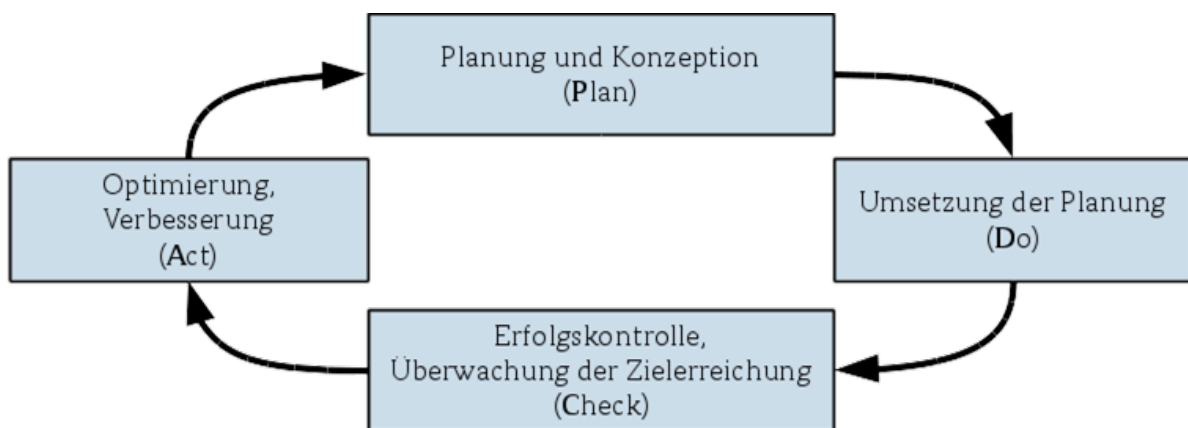 Planung und Konzeption
(Plan)
Umsetzung der Planung
(Do)
Erfolgskontrolle,
Überwachung der Zielerreichung
(Check)
Optimierung,
Verbesserung
(Act)